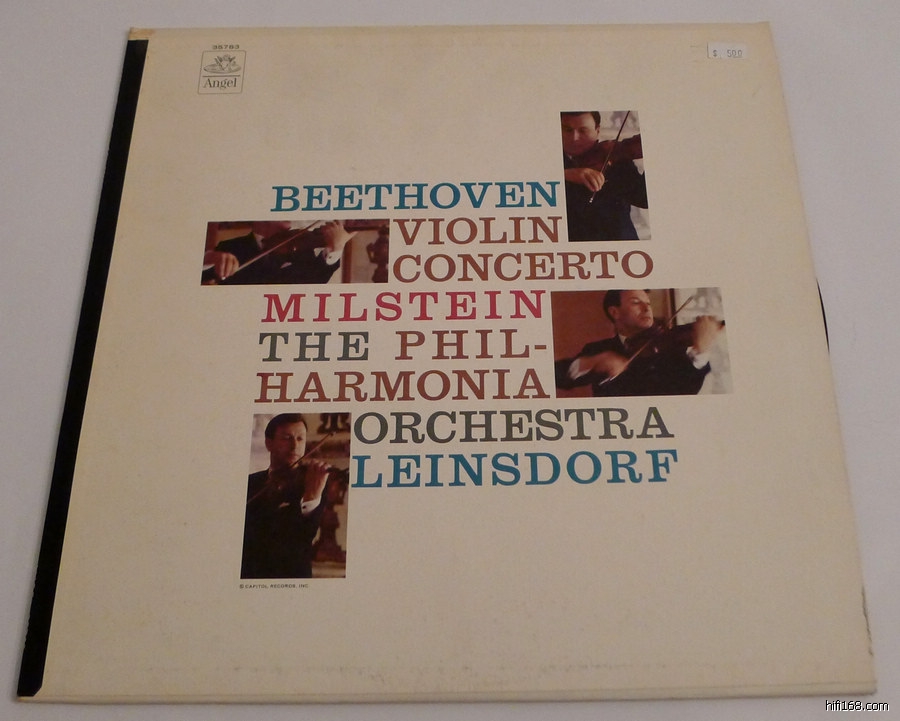 35783
Angel
$ 500
BEETHOVEN
VIOLIN
CONCERTO
MILSTEIN
THE PHIL-
HARMONIA
ORCHESTRA
LEINSDORF
© CAPITOL RECORDS, INC.
hifi168.com